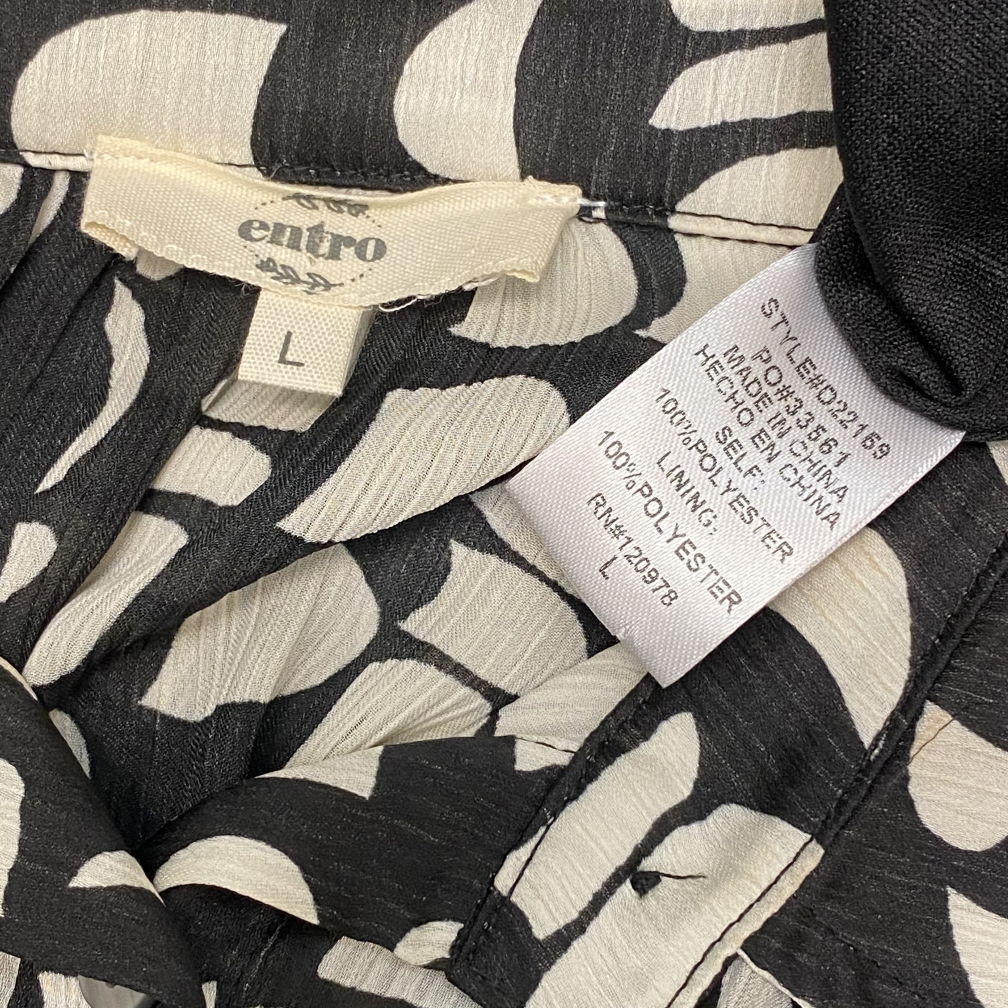 entro
L
STYLE#D22169
PO#33561
MADE IN CHINA
HECHO EN CHINA
SELF:
100%POLYESTER
LINING:
100%POLYESTER
RN#120978
L